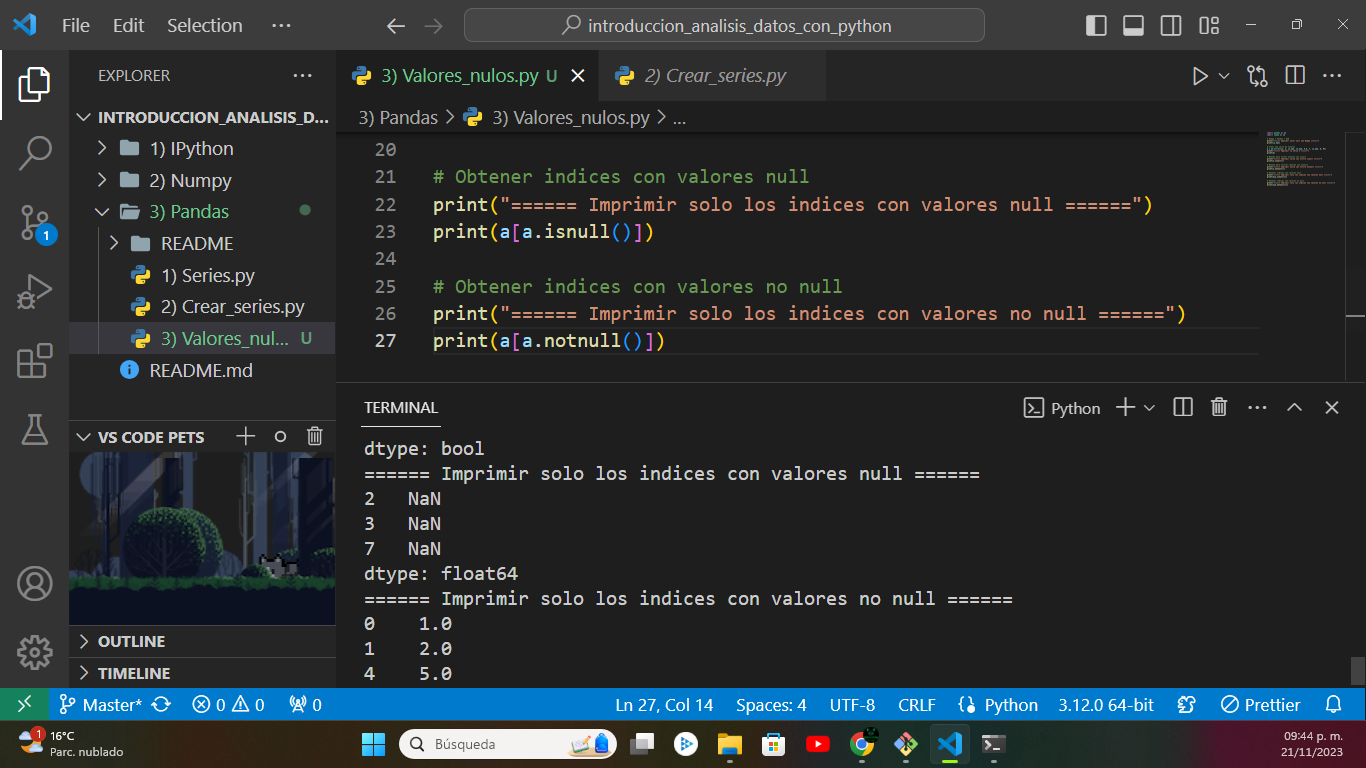 File Edit Selection ···
introduccion_analisis_datos_con_python
EXPLORER ···
INTRODUCCION_ANALISIS_D...
1) IPython
2) Numpy
3) Pandas
README
1) Series.py
2) Crear_series.py
3) Valores_nul... U
README.md
1
VS CODE PETS
OUTLINE
TIMELINE
3) Valores_nulos.py U
2) Crear_series.py
3) Pandas > 3) Valores_nulos.py > ...
20
21 # Obtener indices con valores null
22 print("====== Imprimir solo los indices con valores null ======")
23 print(a[a.isnull()])
24
25 # Obtener indices con valores no null
26 print("====== Imprimir solo los indices con valores no null ======")
27 print(a[a.notnull()])
TERMINAL
Python
dtype: bool
====== Imprimir solo los indices con valores null ======
2 NaN
3 NaN
7 NaN
dtype: float64
====== Imprimir solo los indices con valores no null ======
0 1.0
1 2.0
4 5.0
Master* 0 0 0 Ln 27, Col 14 Spaces: 4 UTF-8 CRLF Python 3.12.0 64-bit Prettier
1
16°C
Parc. nublado
Búsqueda
09:44 p. m.
21/11/2023